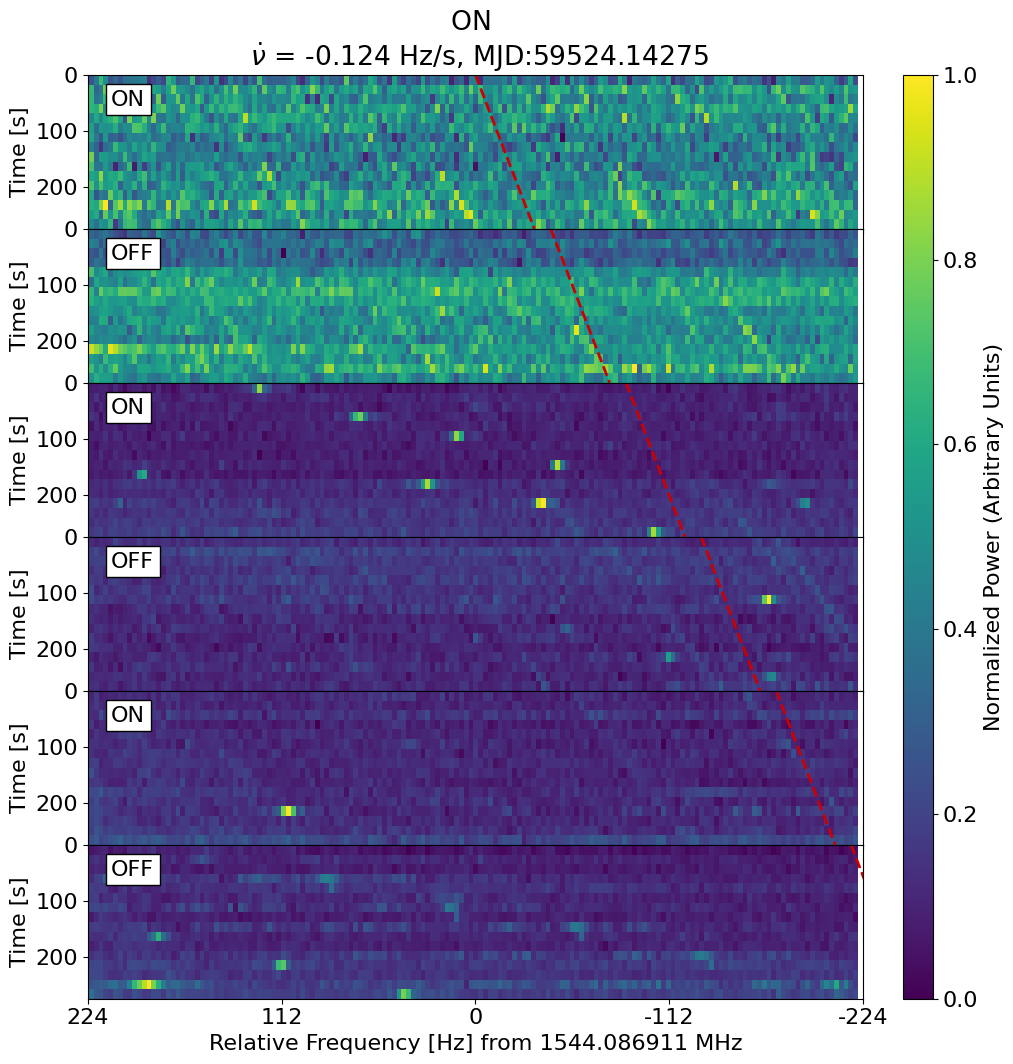 ON
ν̇ = -0.124 Hz/s, MJD:59524.14275
0
ON
100
Time [s]
200
0
OFF
100
Time [s]
200
0
ON
100
Time [s]
200
0
OFF
100
Time [s]
200
0
ON
100
Time [s]
200
0
OFF
100
Time [s]
200
224 112 0 -112 -224
Relative Frequency [Hz] from 1544.086911 MHz
1.0
0.8
0.6
0.4
0.2
0.0
Normalized Power (Arbitrary Units)